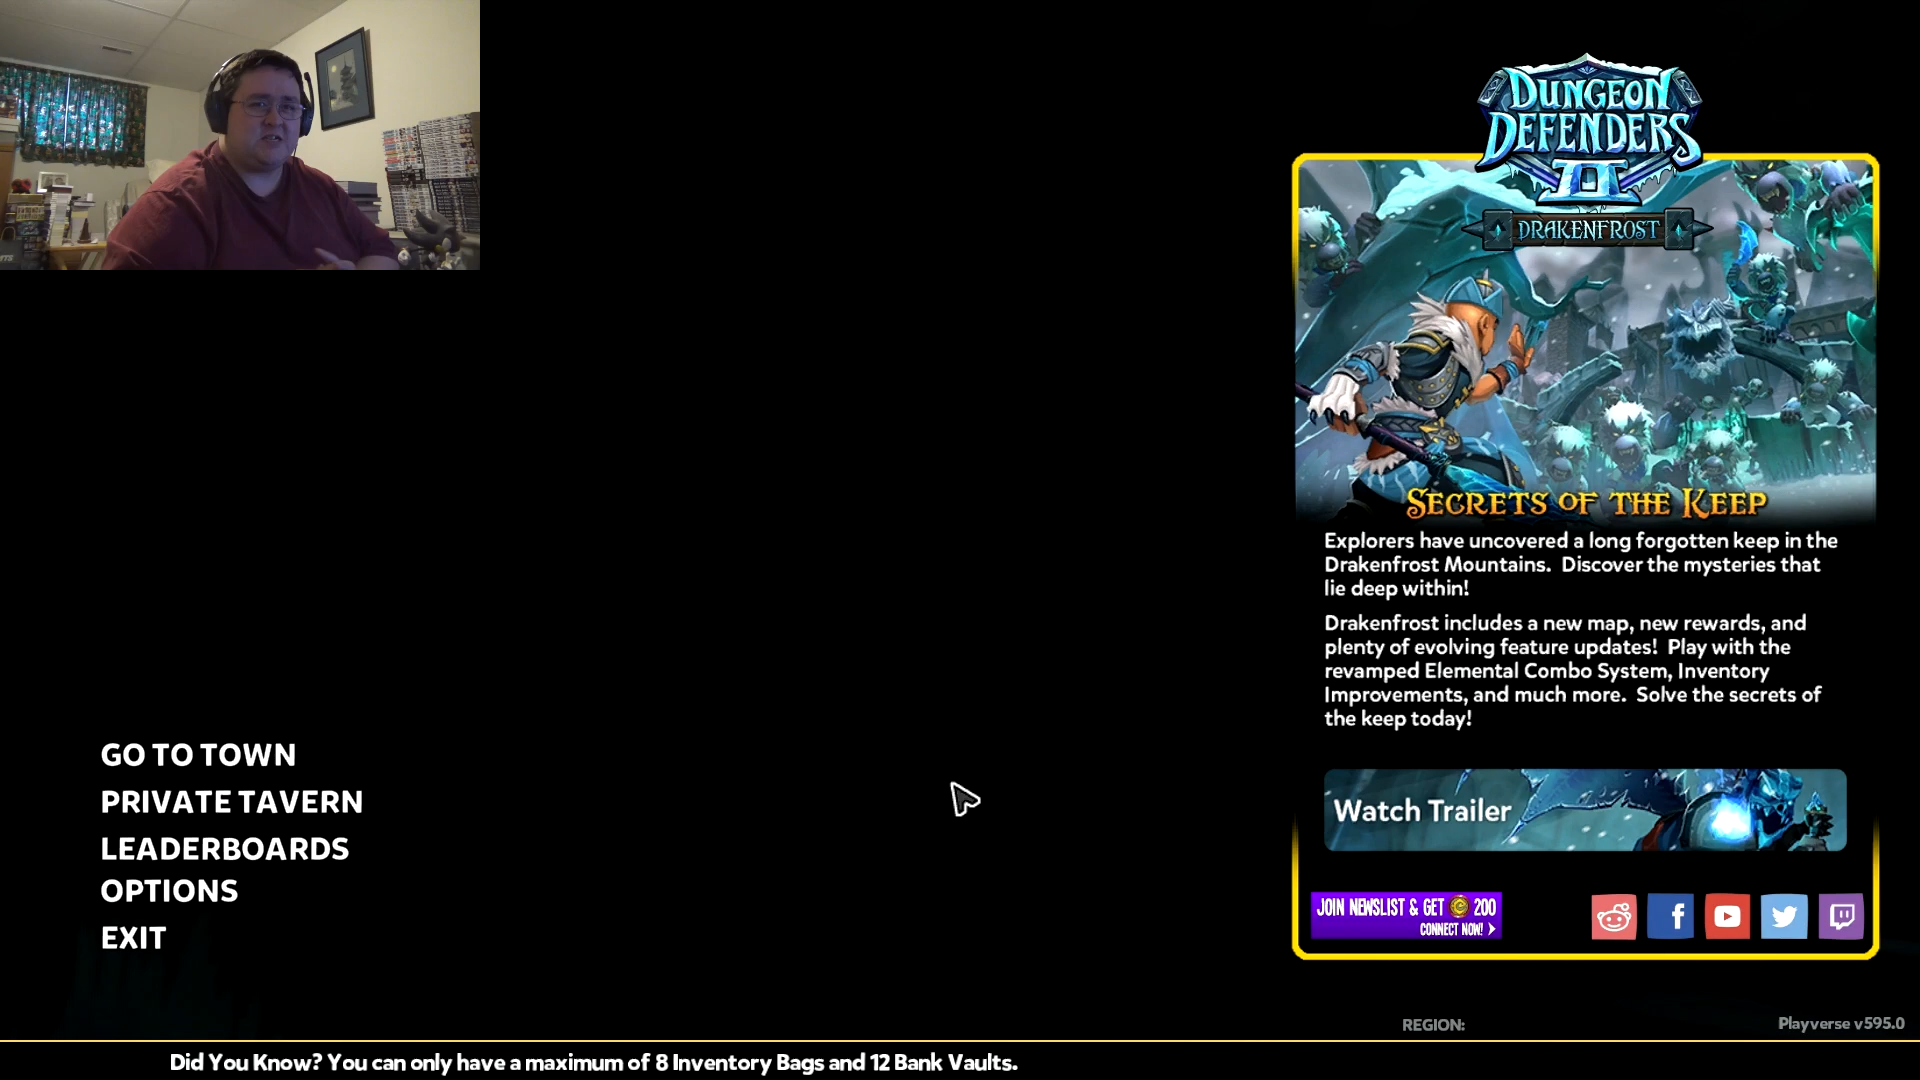 DUNGEON
DEFENDERS
II
DRAKENFROST
SECRETS OF THE KEEP
Explorers have uncovered a long forgotten keep in the
Drakenfrost Mountains. Discover the mysteries that
lie deep within!
Drakenfrost includes a new map, new rewards, and
plenty of evolving feature updates! Play with the
revamped Elemental Combo System, Inventory
Improvements, and much more. Solve the secrets of
the keep today!
Watch Trailer
JOIN NEWSLIST & GET 200
CONNECT NOW!
GO TO TOWN
PRIVATE TAVERN
LEADERBOARDS
OPTIONS
EXIT
REGION:
Playverse v595.0
Did You Know? You can only have a maximum of 8 Inventory Bags and 12 Bank Vaults.